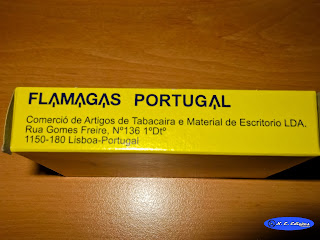 FLAMAGAS PORTUGAL
Comerció de Artigos de Tabacaira e Material de Escritorio LDA.
Rua Gomes Freire, Nº136 1ºDtº
1150-180 Lisboa-Portugal